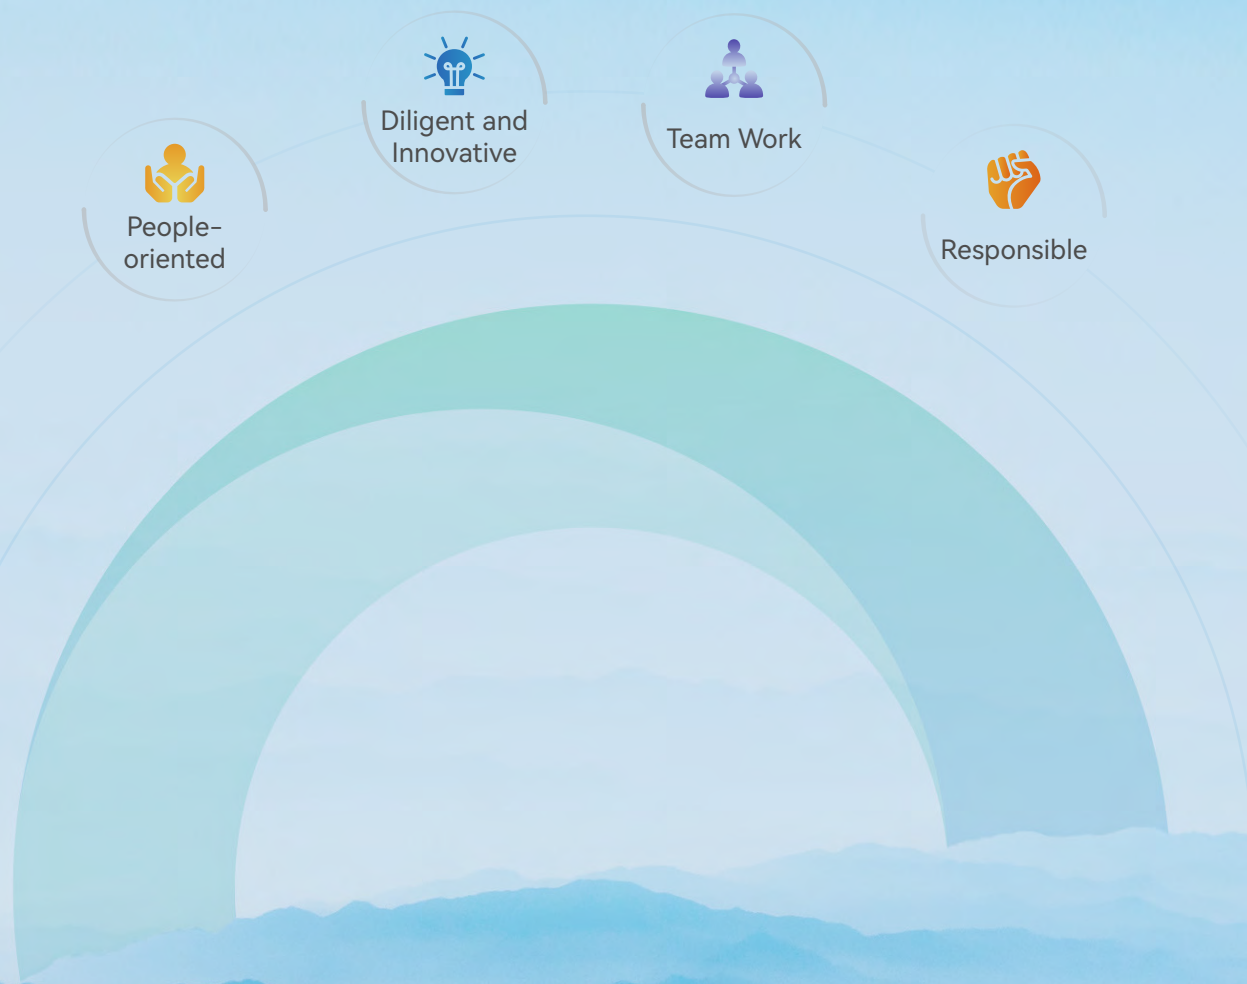 People-
oriented
Diligent and
Innovative
Team Work
Responsible